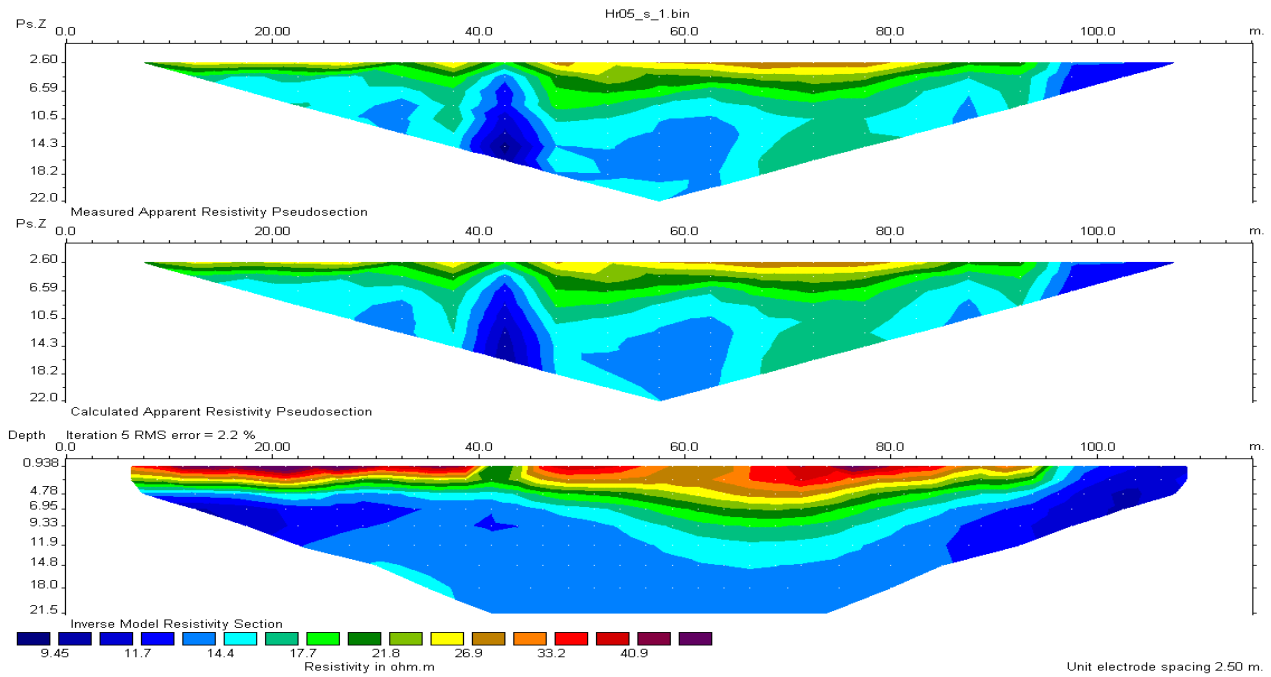 Hr05_s_1.bin
Ps.Z 0.0 20.00 40.0 60.0 80.0 100.0 m.
2.60
6.59
10.5
14.3
18.2
22.0
Measured Apparent Resistivity Pseudosection
Ps.Z 0.0 20.00 40.0 60.0 80.0 100.0 m.
2.60
6.59
10.5
14.3
18.2
22.0
Calculated Apparent Resistivity Pseudosection
Depth Iteration 5 RMS error = 2.2 %
0.0 20.00 40.0 60.0 80.0 100.0 m.
0.938
4.78
6.95
9.33
11.9
14.8
18.0
21.5
Inverse Model Resistivity Section
9.45 11.7 14.4 17.7 21.8 26.9 33.2 40.9
Resistivity in ohm.m
Unit electrode spacing 2.50 m.